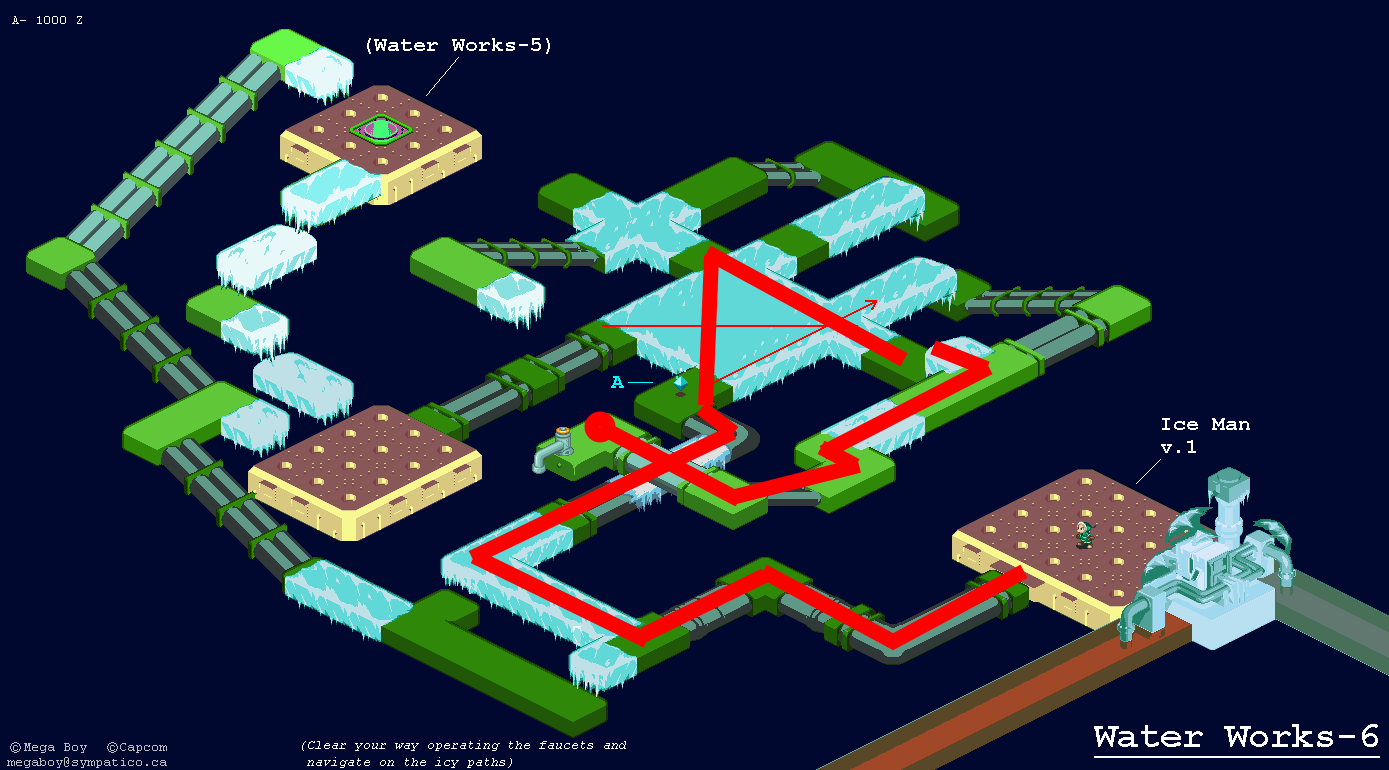 A- 1000 Z
(Water Works-5)
A
Ice Man
v.1
Water Works-6
©Mega Boy ©Capcom
megaboy@sympatico.ca
(Clear your way operating the faucets and
navigate on the icy paths)